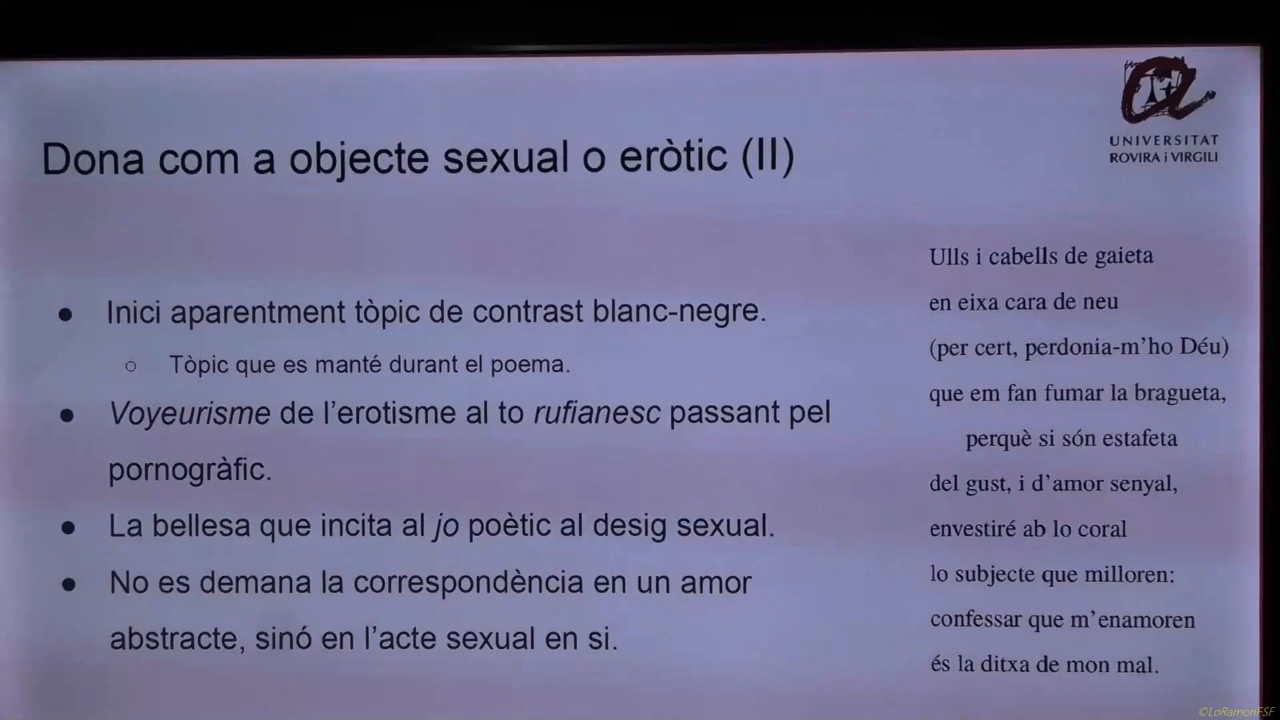 UNIVERSITAT
ROVIRA i VIRGILI
Dona com a objecte sexual o eròtic (II)
● Inici aparentment tòpic de contrast blanc-negre.
○ Tòpic que es manté durant el poema.
● Voyeurisme de l'erotisme al to rufianesc passant pel
pornogràfic.
● La bellesa que incita al jo poètic al desig sexual.
● No es demana la correspondència en un amor
abstracte, sinó en l'acte sexual en si.
Ulls i cabells de gaieta
en eixa cara de neu
(per cert, perdonia-m'ho Déu)
que em fan fumar la bragueta,
perquè si són estafeta
del gust, i d'amor senyal,
envestiré ab lo coral
lo subjecte que milloren:
confessar que m'enamoren
és la ditxa de mon mal.
©LoRamonFSF